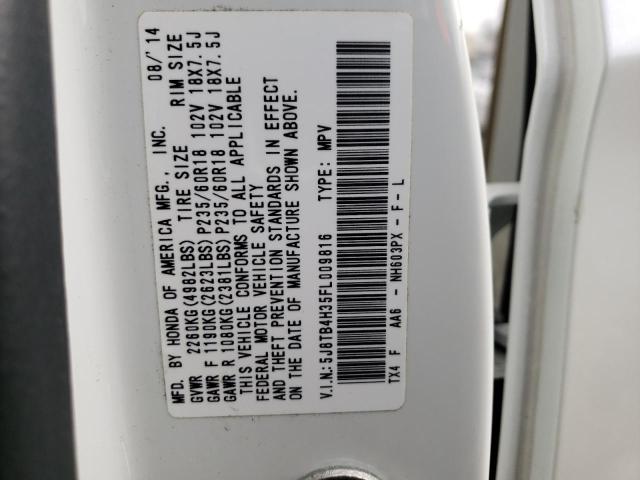 MFD. BY HONDA OF AMERICA MFG., INC. 08/'14
GVWR 2260KG(4982LBS) TIRE SIZE RIM SIZE
GAWR F 1190KG(2623LBS) P235/60R18 102V 18X7.5J
GAWR R 1080KG(2381LBS) P235/60R18 102V 18X7.5J
THIS VEHICLE CONFORMS TO ALL APPLICABLE
FEDERAL MOTOR VEHICLE SAFETY
AND THEFT PREVENTION STANDARDS IN EFFECT
ON THE DATE OF MANUFACTURE SHOWN ABOVE.
V.I.N.:5J8TB4H35FL009816 TYPE: MPV
TX4 F AA6 - NH603PX - F - L